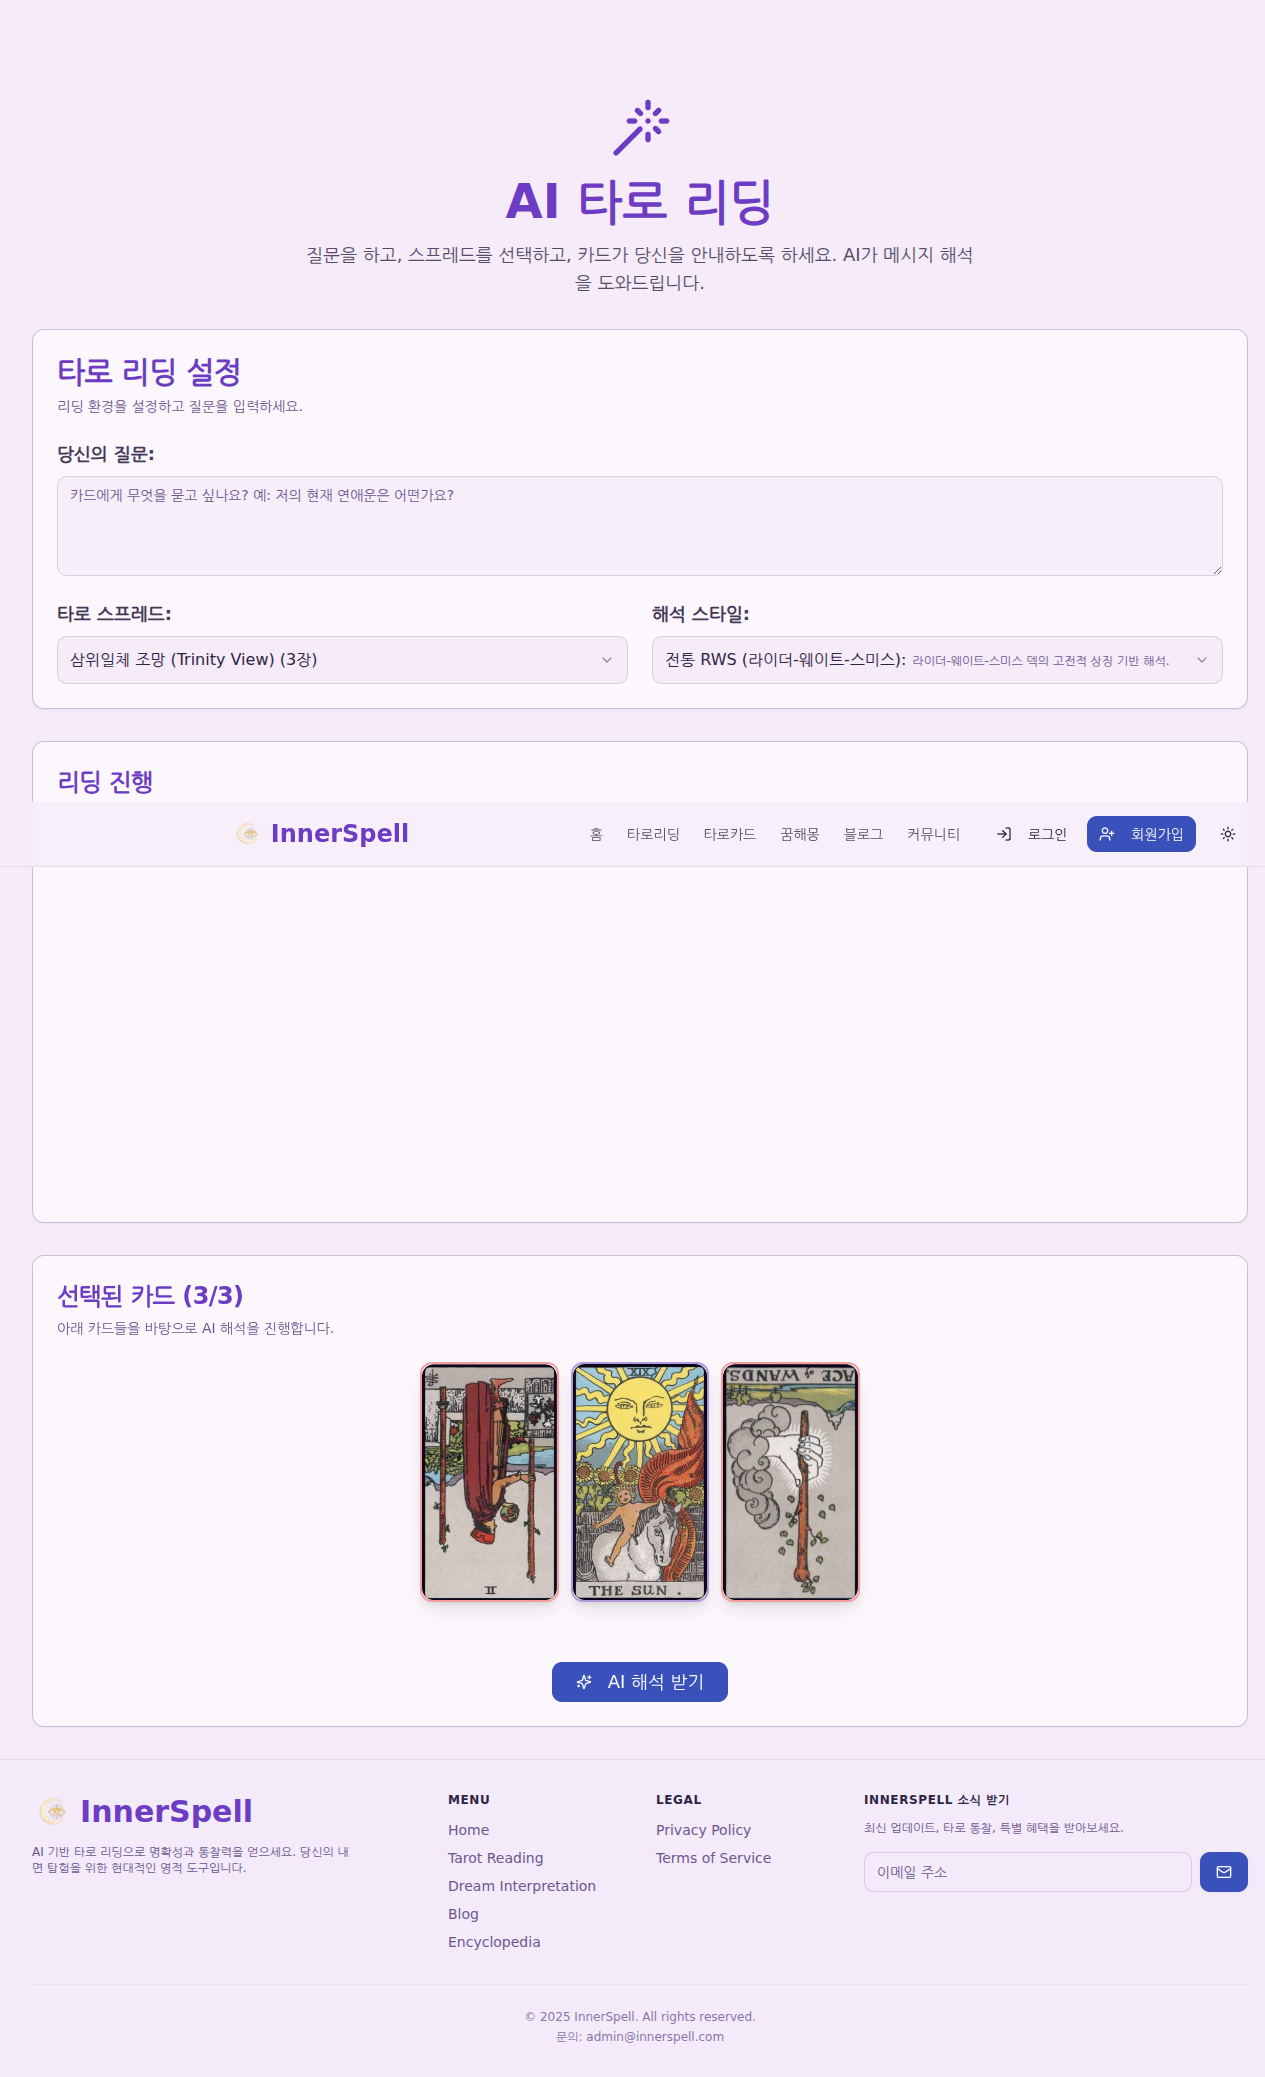 AI 타로 리딩
질문을 하고, 스프레드를 선택하고, 카드가 당신을 안내하도록 하세요. AI가 메시지 해석
을 도와드립니다.
타로 리딩 설정
리딩 환경을 설정하고 질문을 입력하세요.
당신의 질문:
카드에게 무엇을 묻고 싶나요? 예: 저의 현재 연애운은 어떤가요?
타로 스프레드:
해석 스타일:
삼위일체 조망 (Trinity View) (3장)
전통 RWS (라이더-웨이트-스미스): 라이더-웨이트-스미스 덱의 고전적 상징 기반 해석.
리딩 진행
InnerSpell 홈 타로리딩 타로카드 꿈해몽 블로그 커뮤니티 로그인 회원가입
선택된 카드 (3/3)
아래 카드들을 바탕으로 AI 해석을 진행합니다.
II
XIX
THE SUN .
ACE of WANDS.
AI 해석 받기
InnerSpell
AI 기반 타로 리딩으로 명확성과 통찰력을 얻으세요. 당신의 내
면 탐험을 위한 현대적인 영적 도구입니다.
MENU
Home
Tarot Reading
Dream Interpretation
Blog
Encyclopedia
LEGAL
Privacy Policy
Terms of Service
INNERSPELL 소식 받기
최신 업데이트, 타로 통찰, 특별 혜택을 받아보세요.
이메일 주소
© 2025 InnerSpell. All rights reserved.
문의: admin@innerspell.com